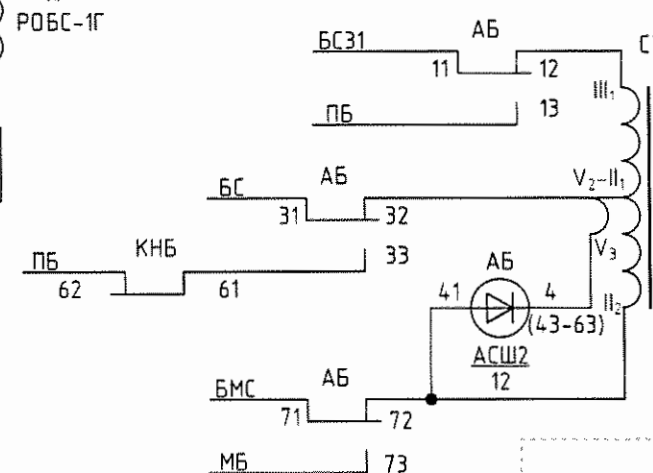 РОБС-1Г
БСЗ1
АБ
С
11
12
III₁
ПБ
13
БС
АБ
V₂-II₁
31
32
ПБ
КНБ
33
V₃
62
61
АБ
41
4
II₂
(43-63)
АСШ2
12
БМС
АБ
71
72
МБ
73